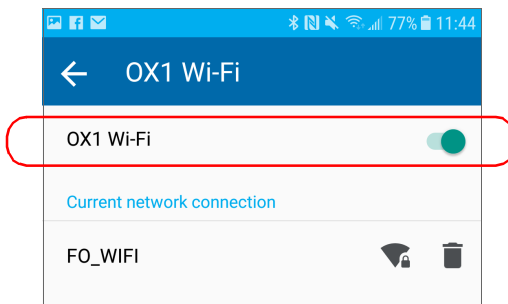 77% 11:44
OX1 Wi-Fi
OX1 Wi-Fi
Current network connection
FO_WIFI